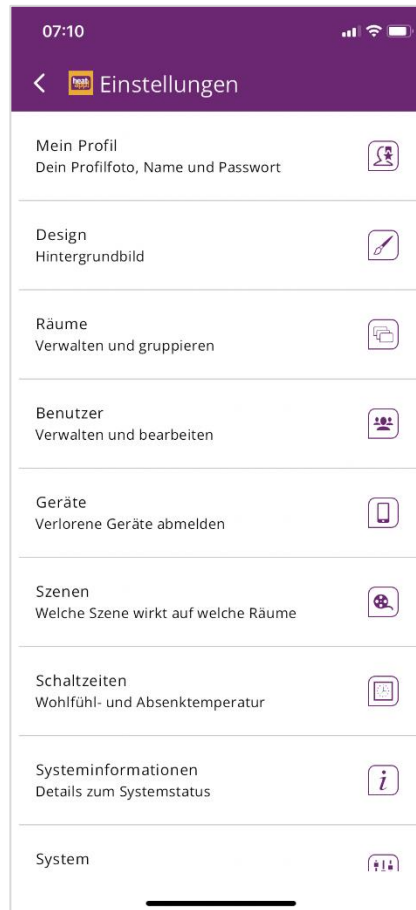 07:10
heat app! Einstellungen
Mein Profil
Dein Profilfoto, Name und Passwort
Design
Hintergrundbild
Räume
Verwalten und gruppieren
Benutzer
Verwalten und bearbeiten
Geräte
Verlorene Geräte abmelden
Szenen
Welche Szene wirkt auf welche Räume
Schaltzeiten
Wohlfühl- und Absenktemperatur
Systeminformationen
Details zum Systemstatus
i
System